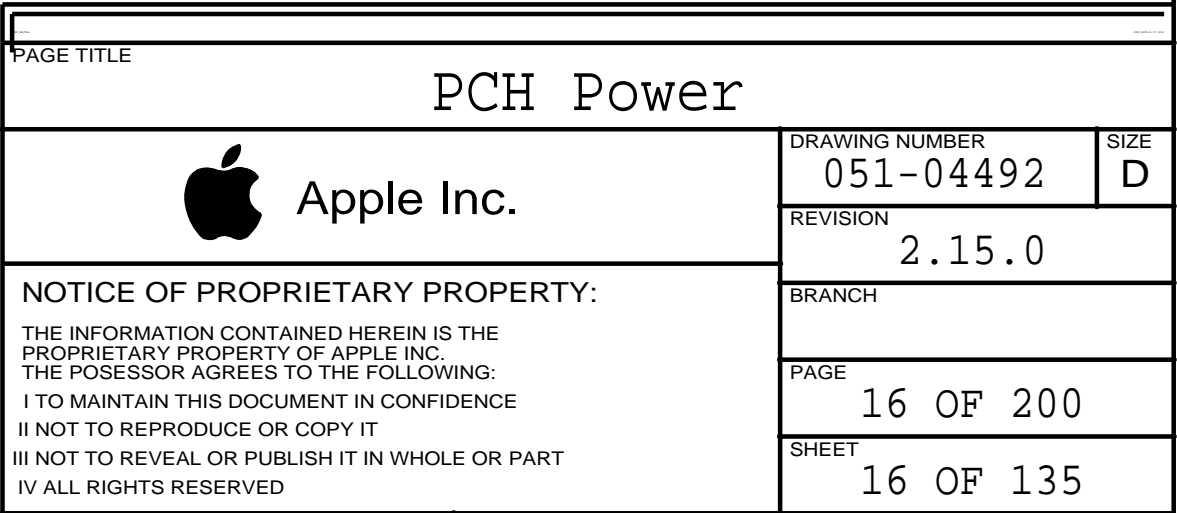 PAGE TITLE
PCH Power
Apple Inc.
DRAWING NUMBER
051-04492
SIZE
D
REVISION
2.15.0
NOTICE OF PROPRIETARY PROPERTY:
BRANCH
THE INFORMATION CONTAINED HEREIN IS THE
PROPRIETARY PROPERTY OF APPLE INC.
THE POSESSOR AGREES TO THE FOLLOWING:
I TO MAINTAIN THIS DOCUMENT IN CONFIDENCE
II NOT TO REPRODUCE OR COPY IT
III NOT TO REVEAL OR PUBLISH IT IN WHOLE OR PART
IV ALL RIGHTS RESERVED
PAGE
16 OF 200
SHEET
16 OF 135